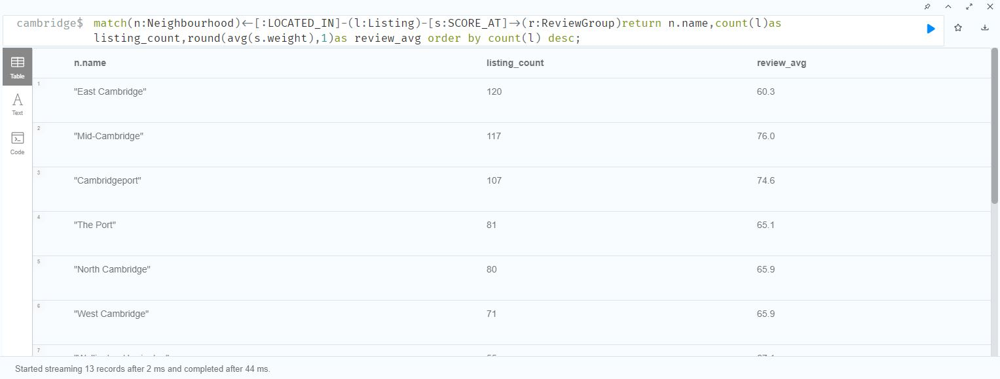 cambridge$ match(n:Neighbourhood)<-[:LOCATED_IN]-(l:Listing)-[s:SCORE_AT]->(r:ReviewGroup)return n.name,count(l)as
listing_count,round(avg(s.weight),1)as review_avg order by count(l) desc;
Table
Text
Code
n.name listing_count review_avg
1 "East Cambridge" 120 60.3
2 "Mid-Cambridge" 117 76.0
3 "Cambridgeport" 107 74.6
4 "The Port" 81 65.1
5 "North Cambridge" 80 65.9
6 "West Cambridge" 71 65.9
7
Started streaming 13 records after 2 ms and completed after 44 ms.